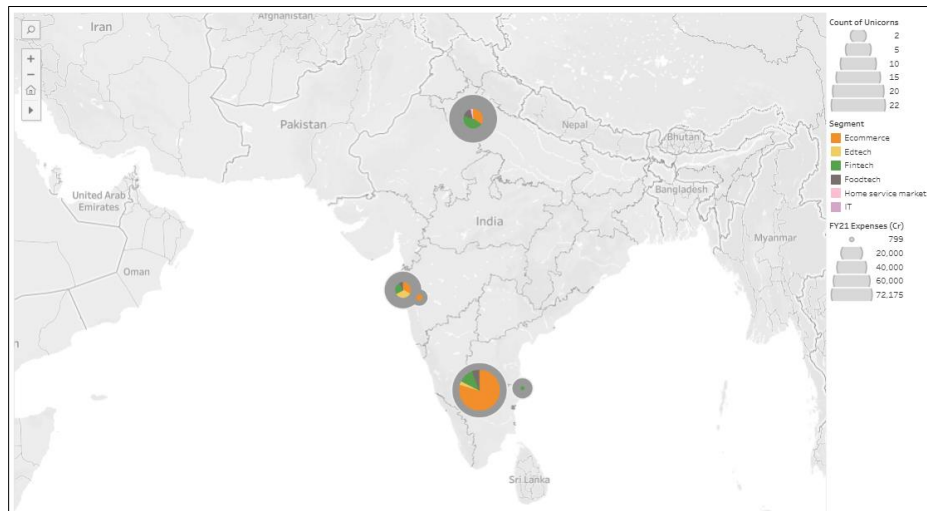 Afghanistan
Iran
Pakistan
Nepal
Bhutan
United Arab
Emirates
Bangladesh
India
Oman
Myanmar
Sri Lanka
Count of Unicorns
2
5
10
15
20
22
Segment
Ecommerce
Edtech
Fintech
Foodtech
Home service market
IT
FY21 Expenses (Cr)
799
20,000
40,000
60,000
72,175